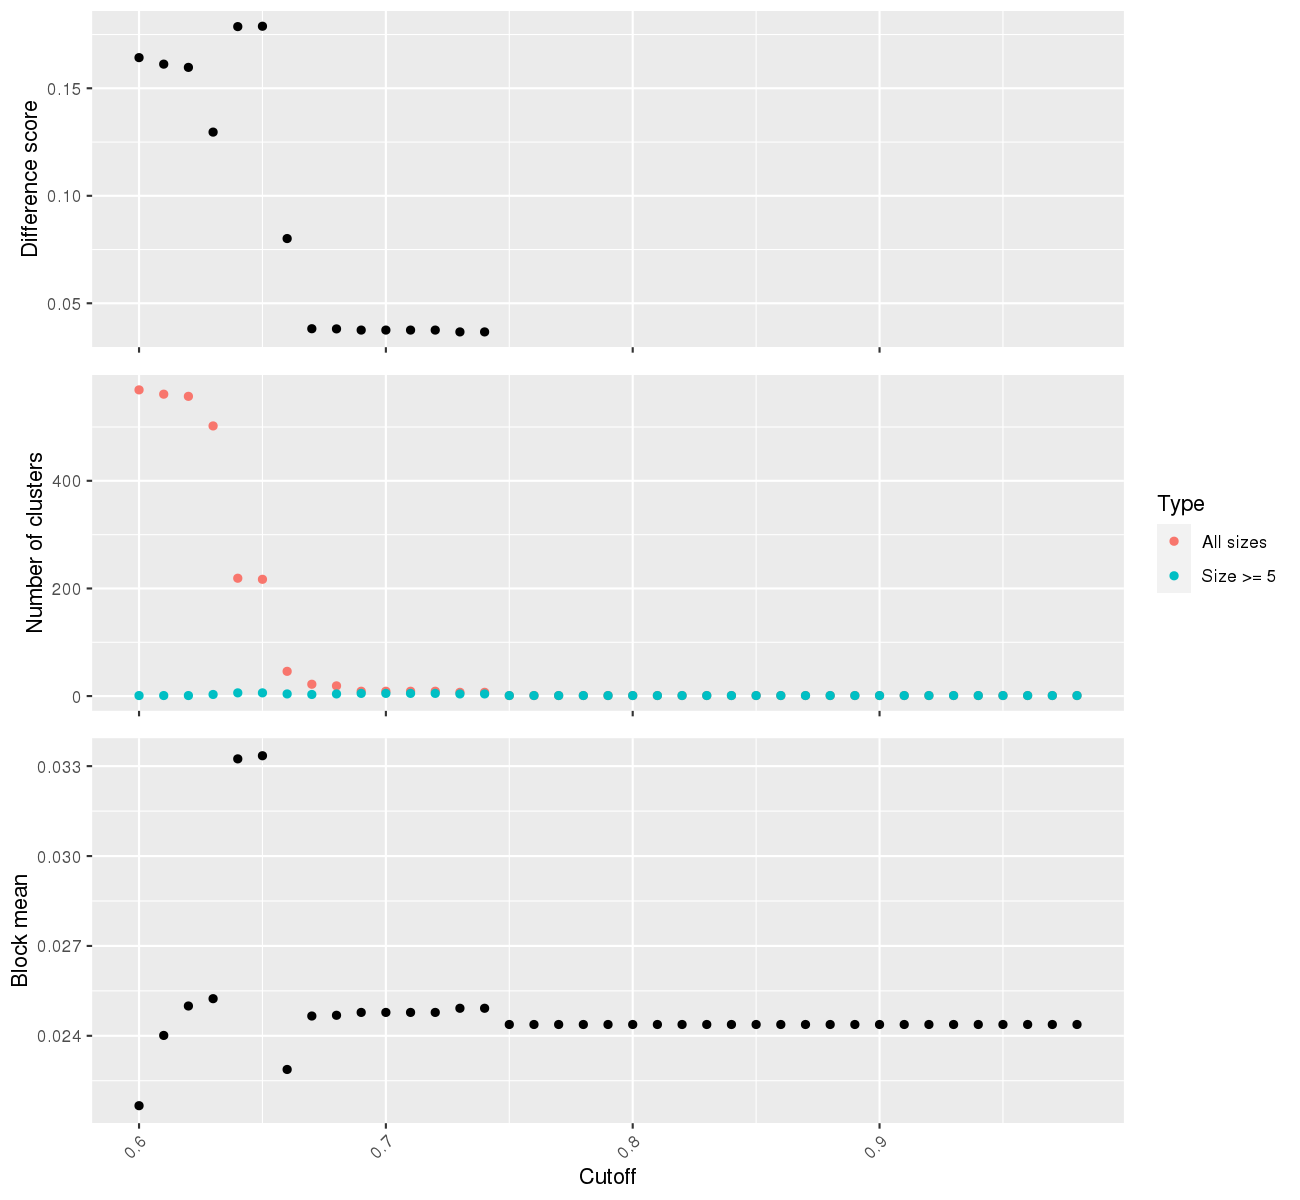 Difference score
0.15
0.10
0.05
Number of clusters
400
200
0
Type
All sizes
Size >= 5
Block mean
0.033
0.030
0.027
0.024
0.6
0.7
0.8
0.9
Cutoff